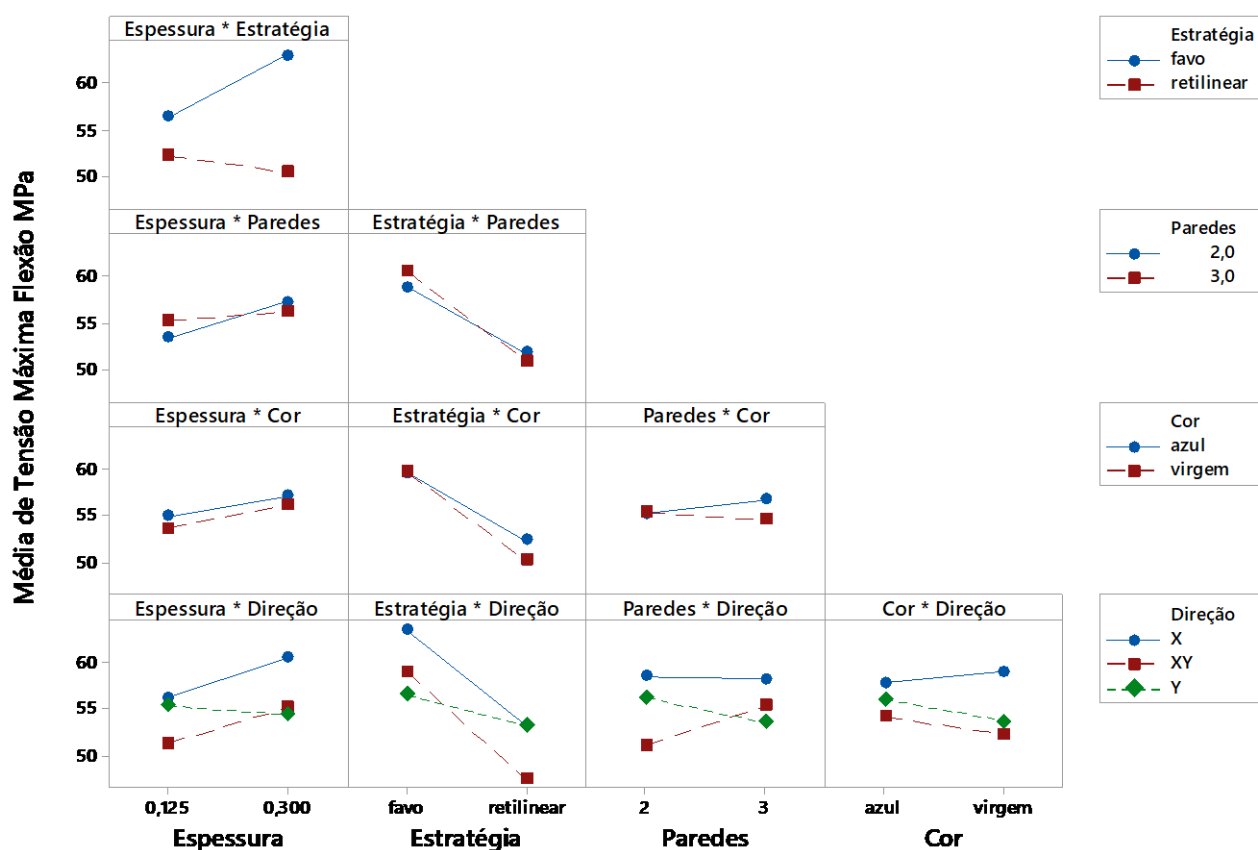 Espessura * Estratégia
Estratégia
favo
retilinear
60
55
50
Média de Tensão Máxima Flexão MPa
Espessura * Paredes
Estratégia * Paredes
Paredes
2,0
3,0
60
55
50
Espessura * Cor
Estratégia * Cor
Paredes * Cor
Cor
azul
virgem
60
55
50
Espessura * Direção
Estratégia * Direção
Paredes * Direção
Cor * Direção
Direção
X
XY
Y
60
55
50
0,125
0,300
favo
retilinear
2
3
azul
virgem
Espessura
Estratégia
Paredes
Cor